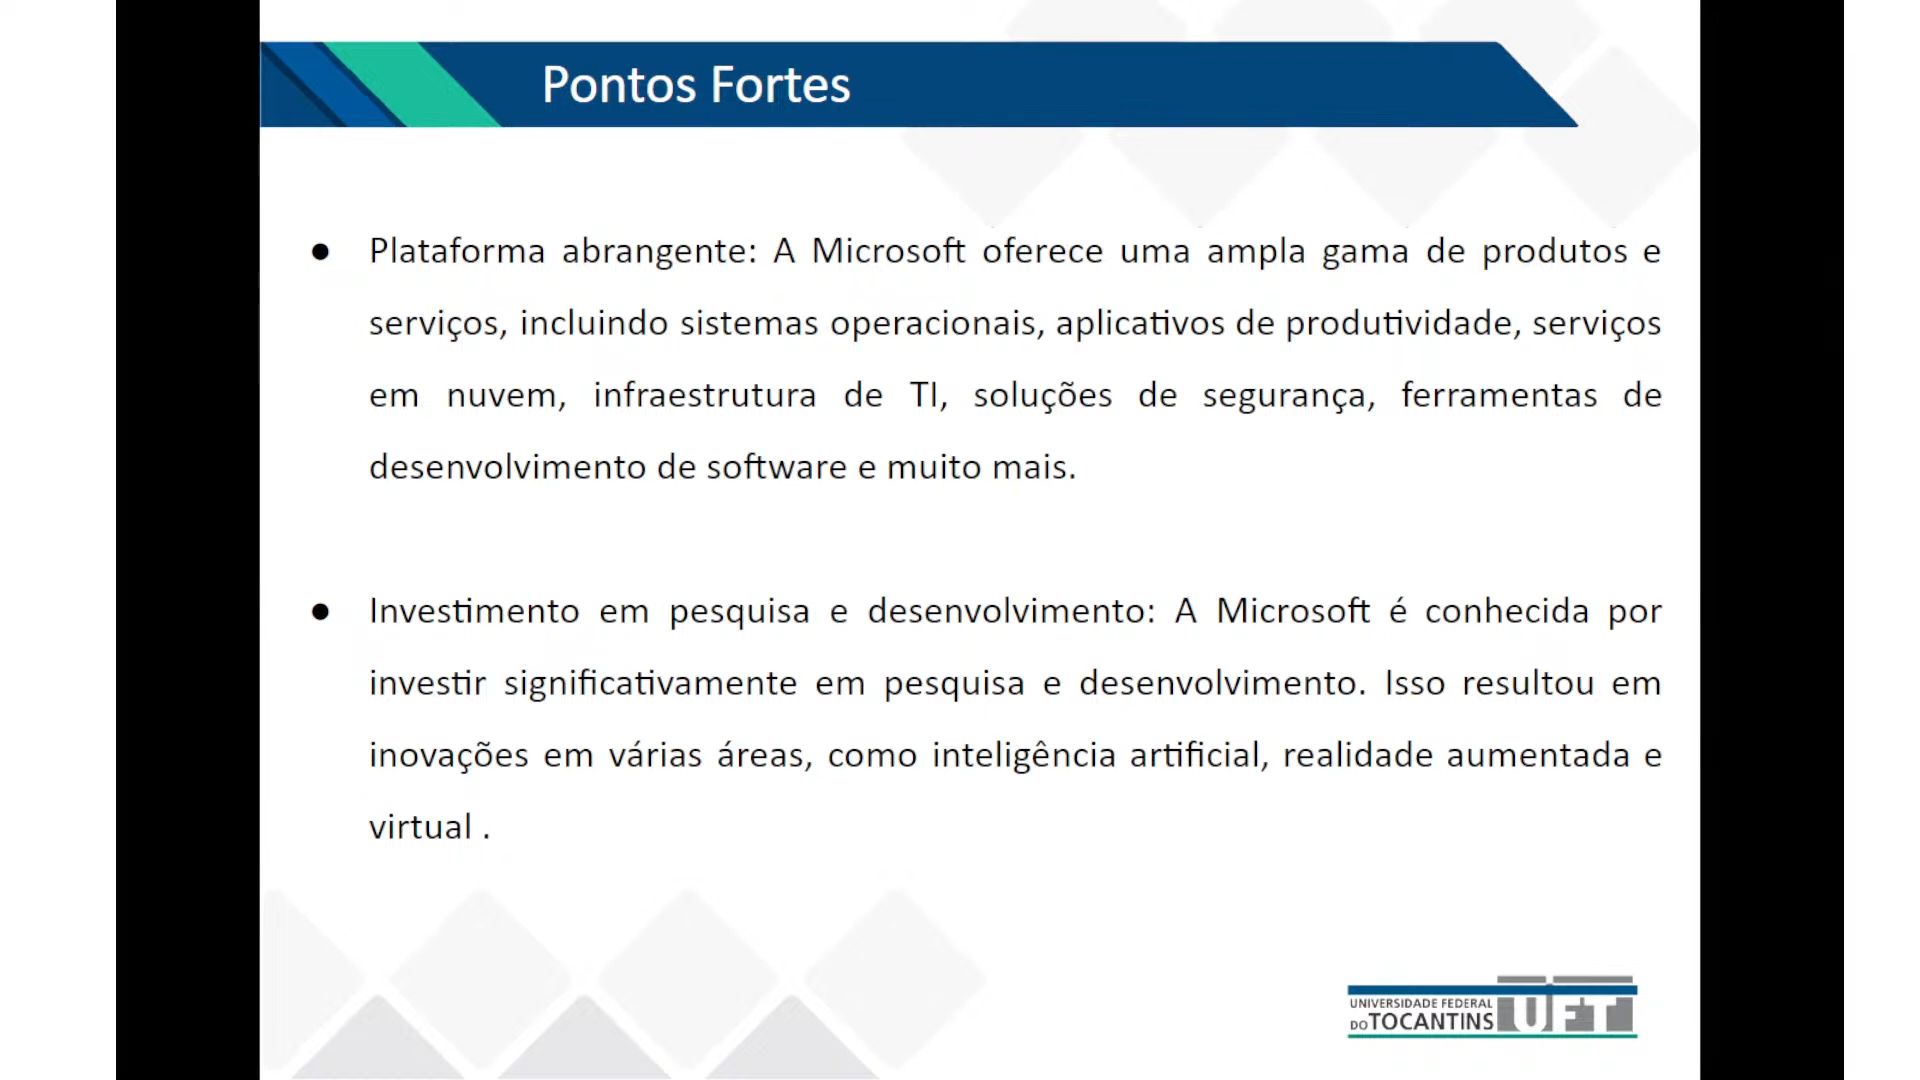 Pontos Fortes
● Plataforma abrangente: A Microsoft oferece uma ampla gama de produtos e
serviços, incluindo sistemas operacionais, aplicativos de produtividade, serviços
em nuvem, infraestrutura de TI, soluções de segurança, ferramentas de
desenvolvimento de software e muito mais.
● Investimento em pesquisa e desenvolvimento: A Microsoft é conhecida por
investir significativamente em pesquisa e desenvolvimento. Isso resultou em
inovações em várias áreas, como inteligência artificial, realidade aumentada e
virtual .
UNIVERSIDADE FEDERAL
DO TOCANTINS UFT